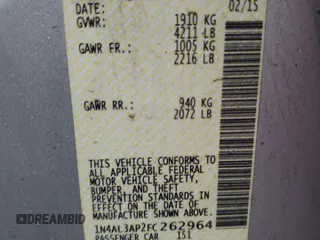 DATE: 02/15
GVWR: 1910 KG
4211 LB
GAWR FR: 1005 KG
2216 LB
GAWR RR: 940 KG
2072 LB
THIS VEHICLE CONFORMS TO
ALL APPLICABLE FEDERAL
MOTOR VEHICLE SAFETY,
BUMPER, AND THEFT
PREVENTION STANDARDS IN
EFFECT ON THE DATE OF
MANUFACTURE SHOWN ABOVE.
1N4AL3AP2FC262964
PASSENGER CAR 151
DREAMBID